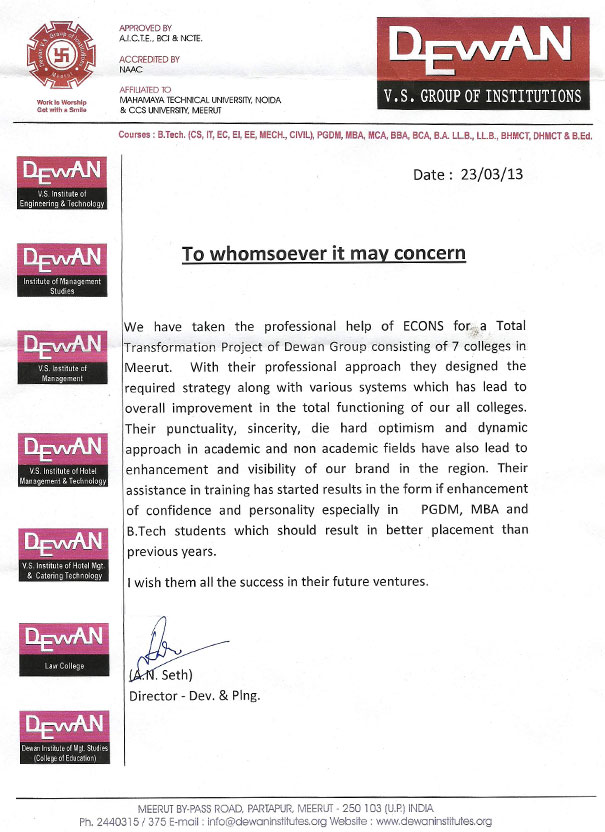 APPROVED BY
A.I.C.T.E., BCI & NCTE.
ACCREDITED BY
NAAC
AFFILIATED TO
MAHAMAYA TECHNICAL UNIVERSITY, NOIDA
& CCS UNIVERSITY, MEERUT
Dewan V.S. Group of Institutions
Meerut
Work is Worship
Get with a Smile
DEWAN
V.S. GROUP OF INSTITUTIONS
Courses : B.Tech. (CS, IT, EC, EI, EE, MECH., CIVIL), PGDM, MBA, MCA, BBA, BCA, B.A. LL.B., LL.B., BHMCT, DHMCT & B.Ed.
DEWAN
V.S. Institute of
Engineering & Technology
DEWAN
Institute of Management
Studies
DEWAN
V.S. Institute of
Management
DEWAN
V.S. Institute of Hotel
Management & Technology
DEWAN
V.S. Institute of Hotel Mgt.
& Catering Technology
DEWAN
Law College
DEWAN
Dewan Institute of Mgt. Studies
(College of Education)
Date : 23/03/13
To whomsoever it may concern
We have taken the professional help of ECONS for a Total
Transformation Project of Dewan Group consisting of 7 colleges in
Meerut. With their professional approach they designed the
required strategy along with various systems which has lead to
overall improvement in the total functioning of our all colleges.
Their punctuality, sincerity, die hard optimism and dynamic
approach in academic and non academic fields have also lead to
enhancement and visibility of our brand in the region. Their
assistance in training has started results in the form if enhancement
of confidence and personality especially in PGDM, MBA and
B.Tech students which should result in better placement than
previous years.
I wish them all the success in their future ventures.
(A.N. Seth)
Director - Dev. & Plng.
MEERUT BY-PASS ROAD, PARTAPUR, MEERUT - 250 103 (U.P.) INDIA
Ph. 2440315 / 375 E-mail : info@dewaninstitutes.org Website : www.dewaninstitutes.org